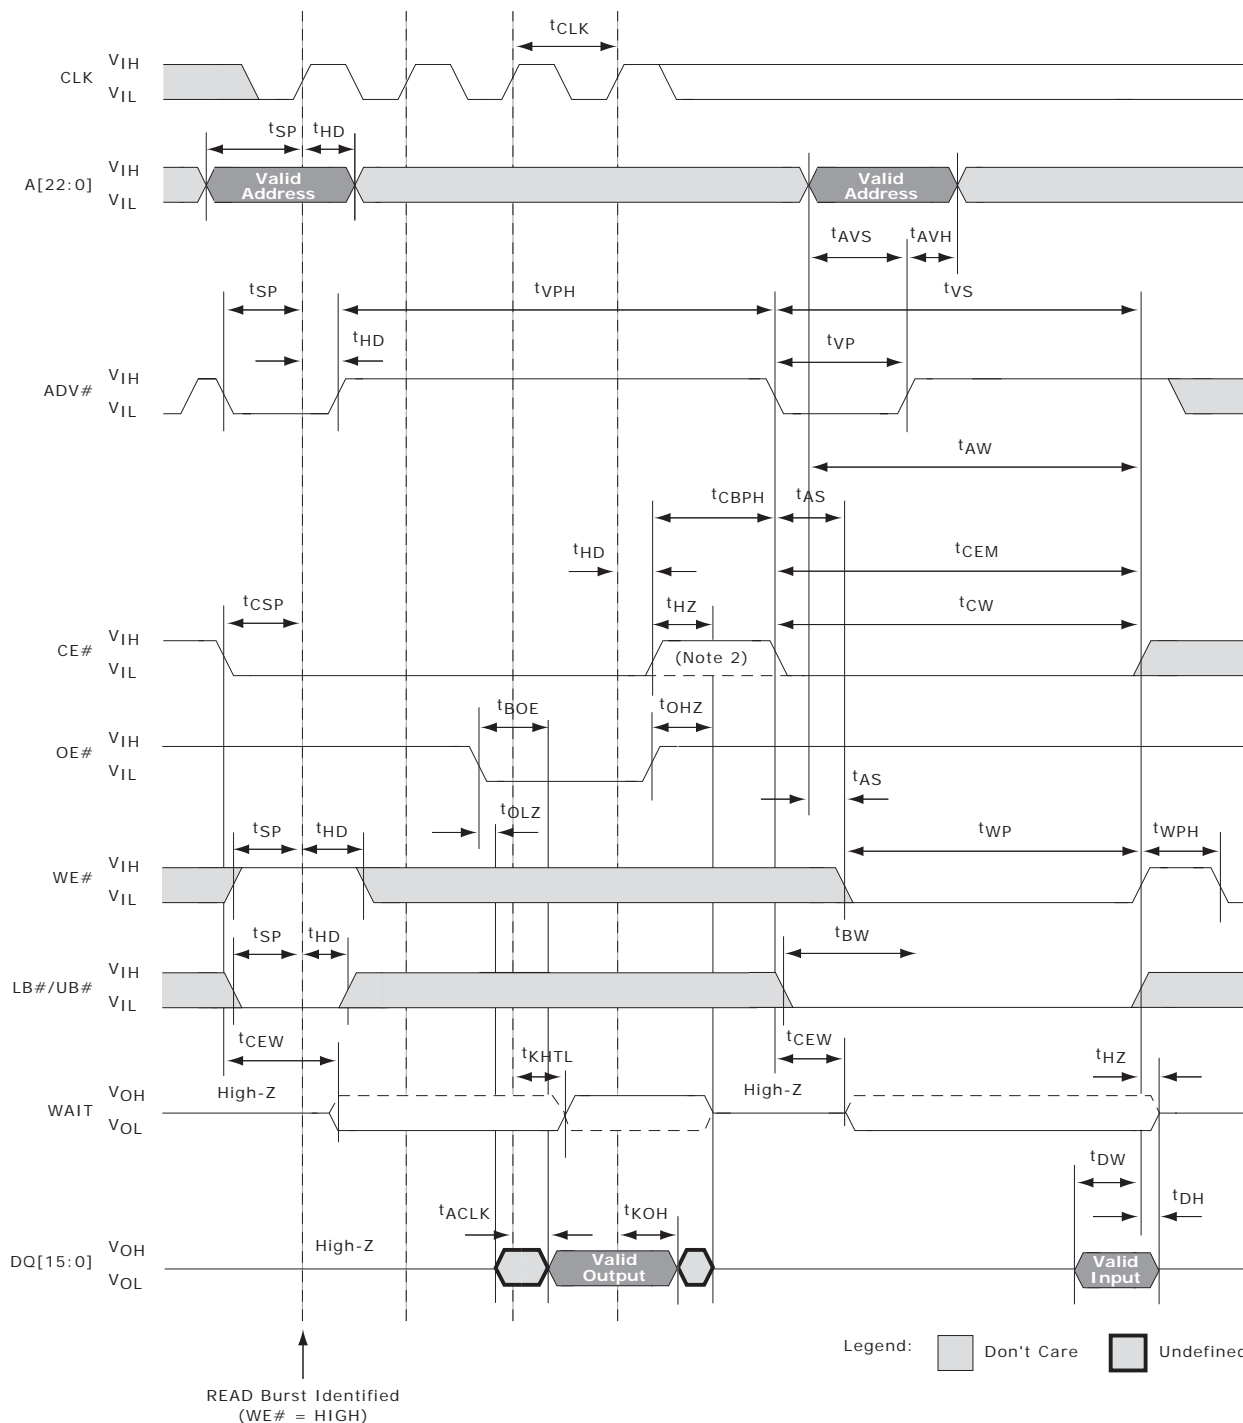 tCLK
VIH
CLK
VIL
tSP tHD
VIH
A[22:0]
VIL
Valid Address
Valid Address
tAVS tAVH
tSP tVPH tVS
tHD tVP
VIH
ADV#
VIL
tAW
tCBPH tAS
tHD tCEM
tCSP tHZ tCW
VIH
CE#
VIL
(Note 2)
tBOE tOHZ
VIH
OE#
VIL
tAS
tOLZ
tSP tHD tWP tWPH
VIH
WE#
VIL
tSP tHD tBW
VIH
LB#/UB#
VIL
tCEW tKHTL tCEW tHZ
High-Z High-Z
VOH
WAIT
VOL
tDW
tACLK tKOH tDH
High-Z
VOH
DQ[15:0]
VOL
Valid Output
Valid Input
Legend: Don't Care Undefined
READ Burst Identified
(WE# = HIGH)